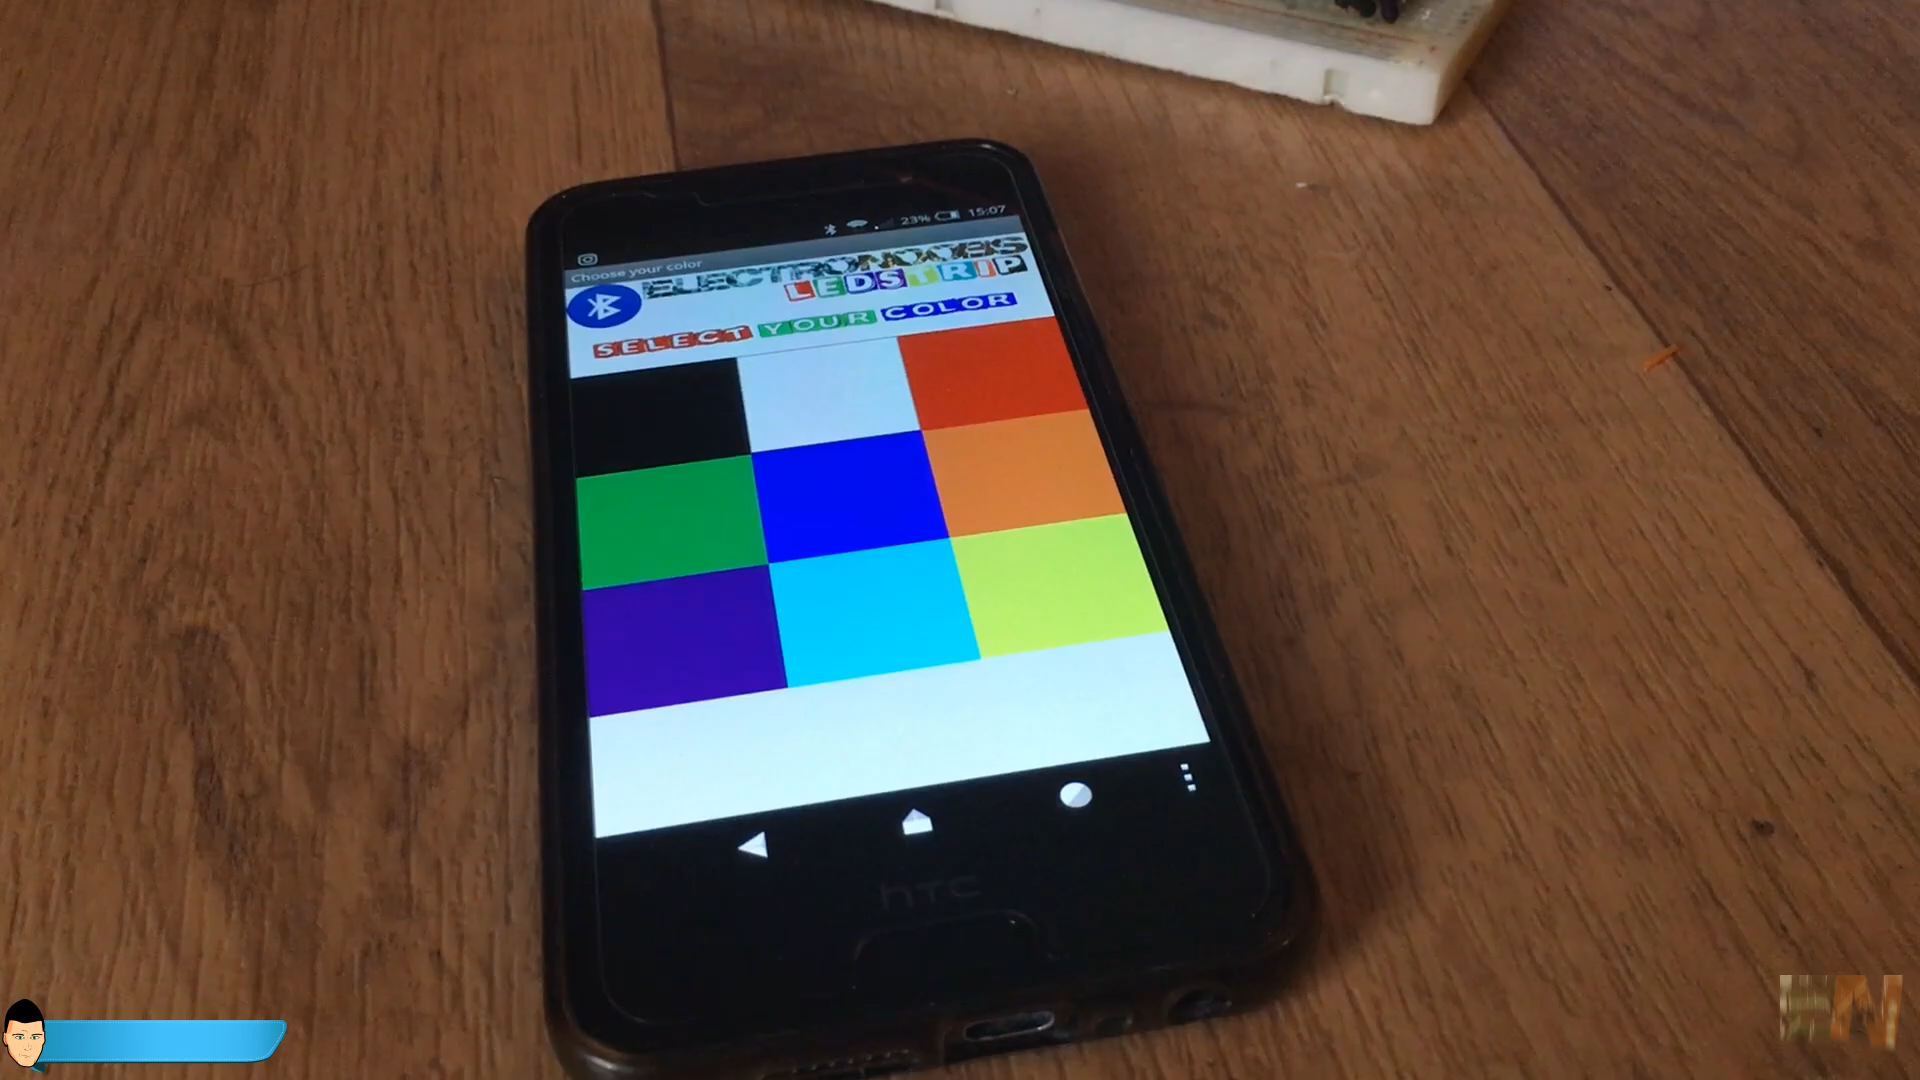 23% 15:07
Choose your color
ELECTRONOOBS
LEDSTRIP
SELECT YOUR COLOR
hTC